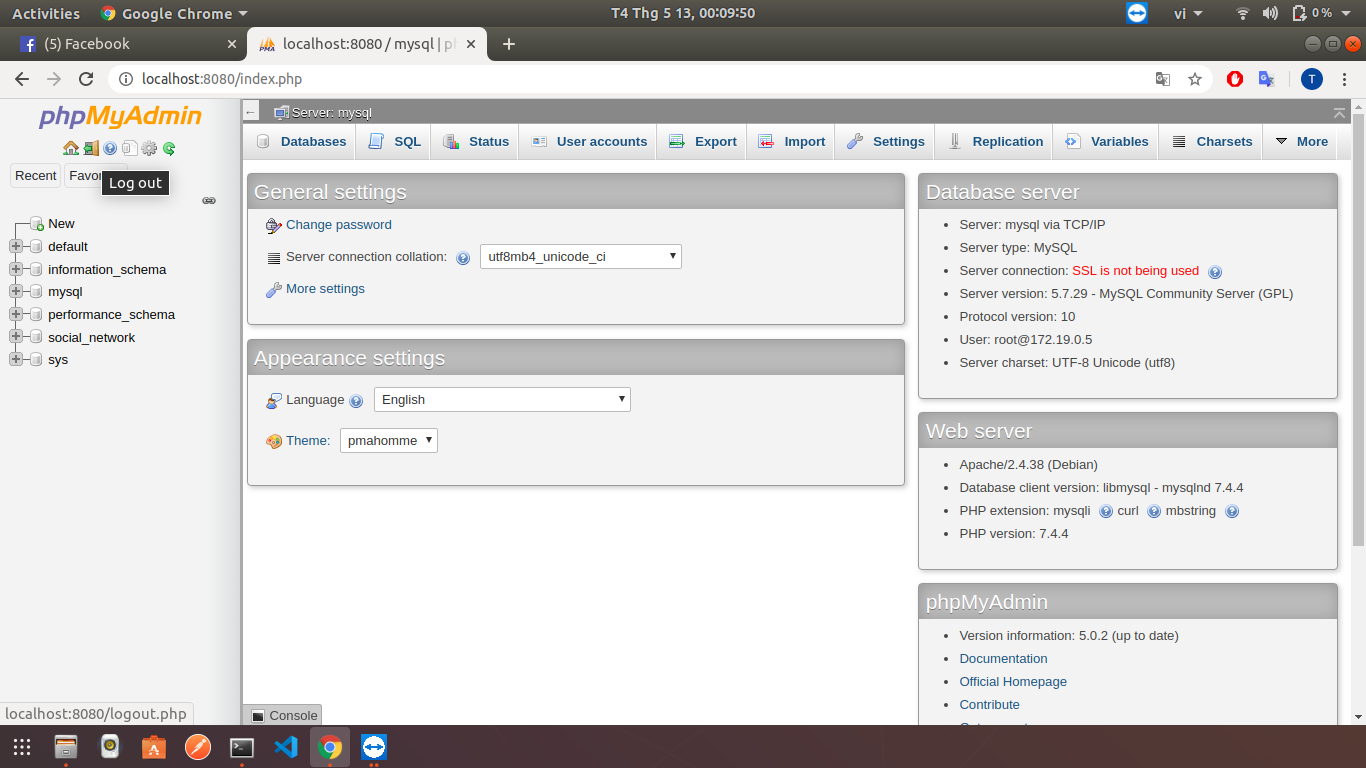 Activities Google Chrome T4 Thg 5 13, 00:09:50 vi 0 %
(5) Facebook localhost:8080 / mysql | ph
localhost:8080/index.php T
phpMyAdmin
Recent
Log out
New
default
information_schema
mysql
performance_schema
social_network
sys
localhost:8080/logout.php
Server: mysql
Databases SQL Status User accounts Export Import Settings Replication Variables Charsets More
General settings
Change password
Server connection collation: utf8mb4_unicode_ci
More settings
Appearance settings
Language English
Theme: pmahomme
Console
Database server
Server: mysql via TCP/IP
Server type: MySQL
Server connection: SSL is not being used
Server version: 5.7.29 - MySQL Community Server (GPL)
Protocol version: 10
User: root@172.19.0.5
Server charset: UTF-8 Unicode (utf8)
Web server
Apache/2.4.38 (Debian)
Database client version: libmysql - mysqlnd 7.4.4
PHP extension: mysqli curl mbstring
PHP version: 7.4.4
phpMyAdmin
Version information: 5.0.2 (up to date)
Documentation
Official Homepage
Contribute